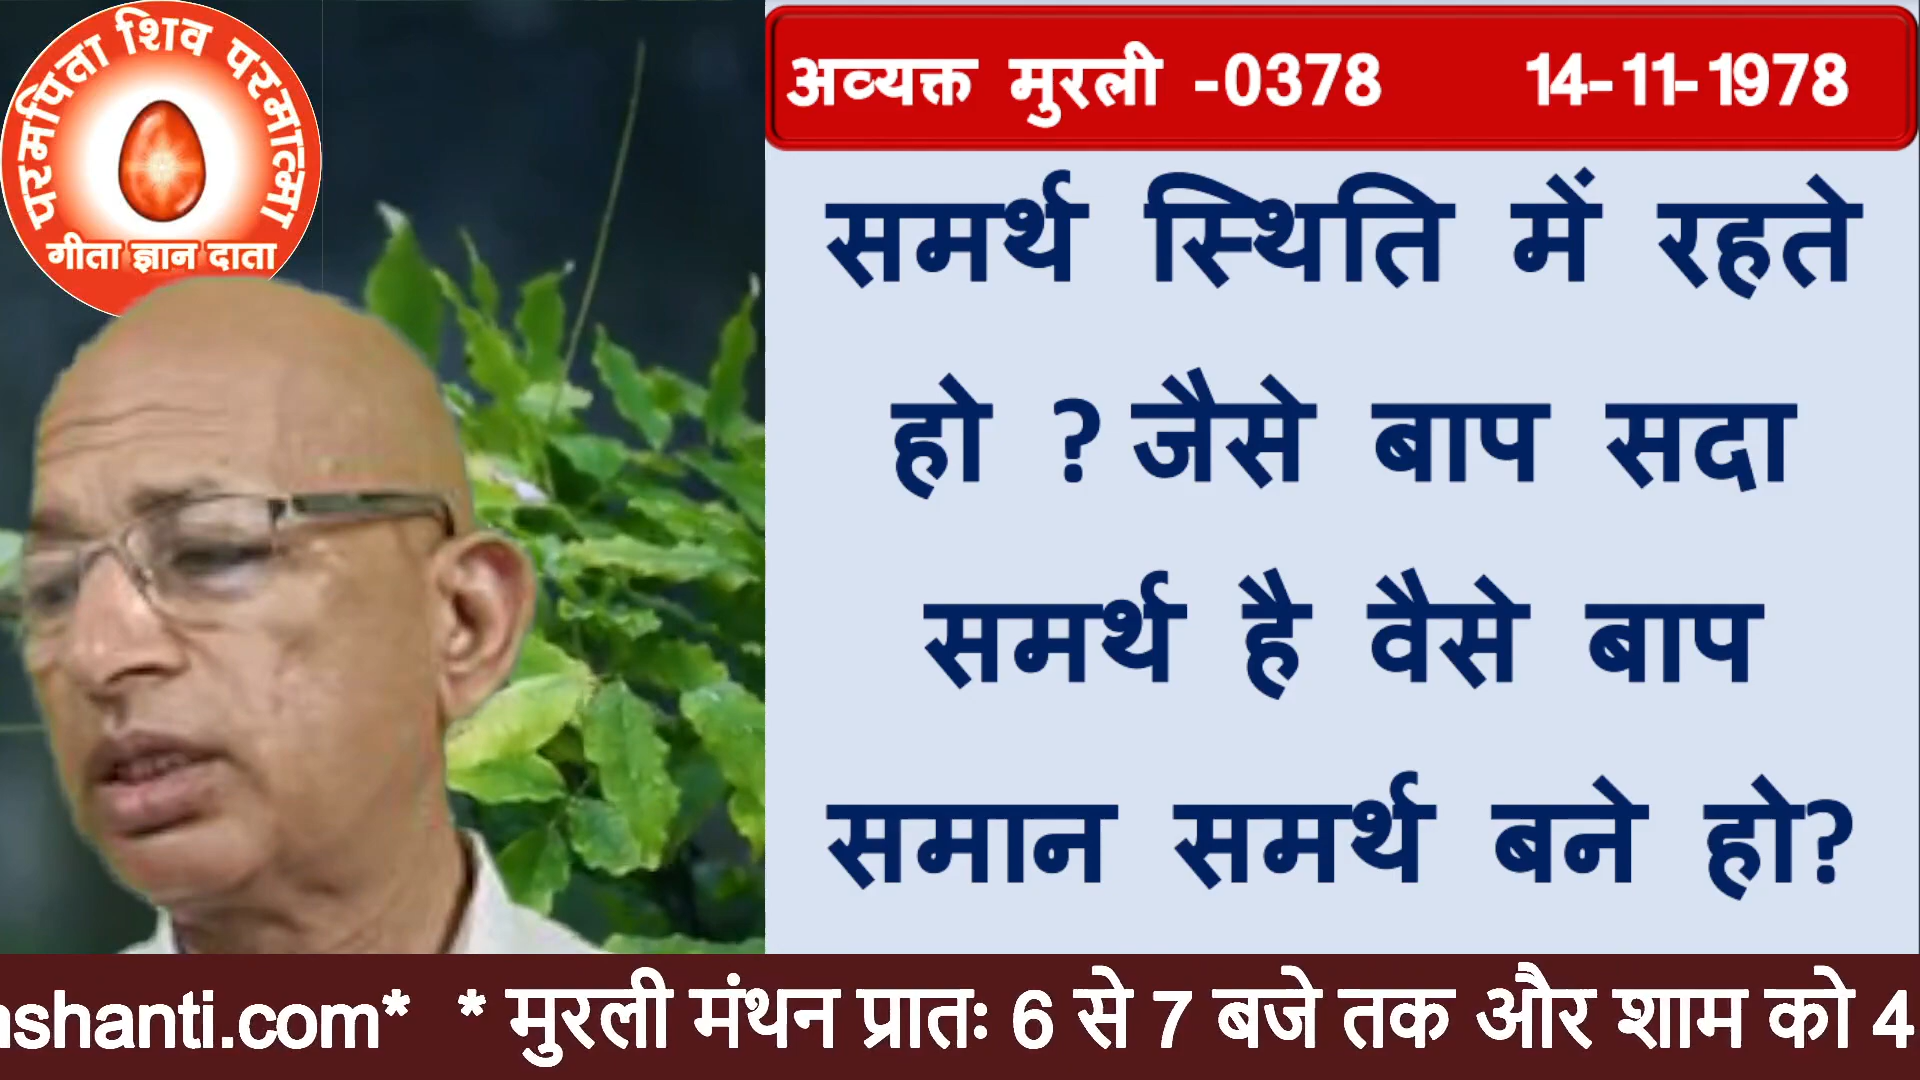 परमपिता शिव परमात्मा
गीता ज्ञान दाता
अव्यक्त मुरली -0378 14-11-1978
समर्थ स्थिति में रहते
हो ? जैसे बाप सदा
समर्थ है वैसे बाप
समान समर्थ बने हो?
shanti.com* * मुरली मंथन प्रातः 6 से 7 बजे तक और शाम को 4